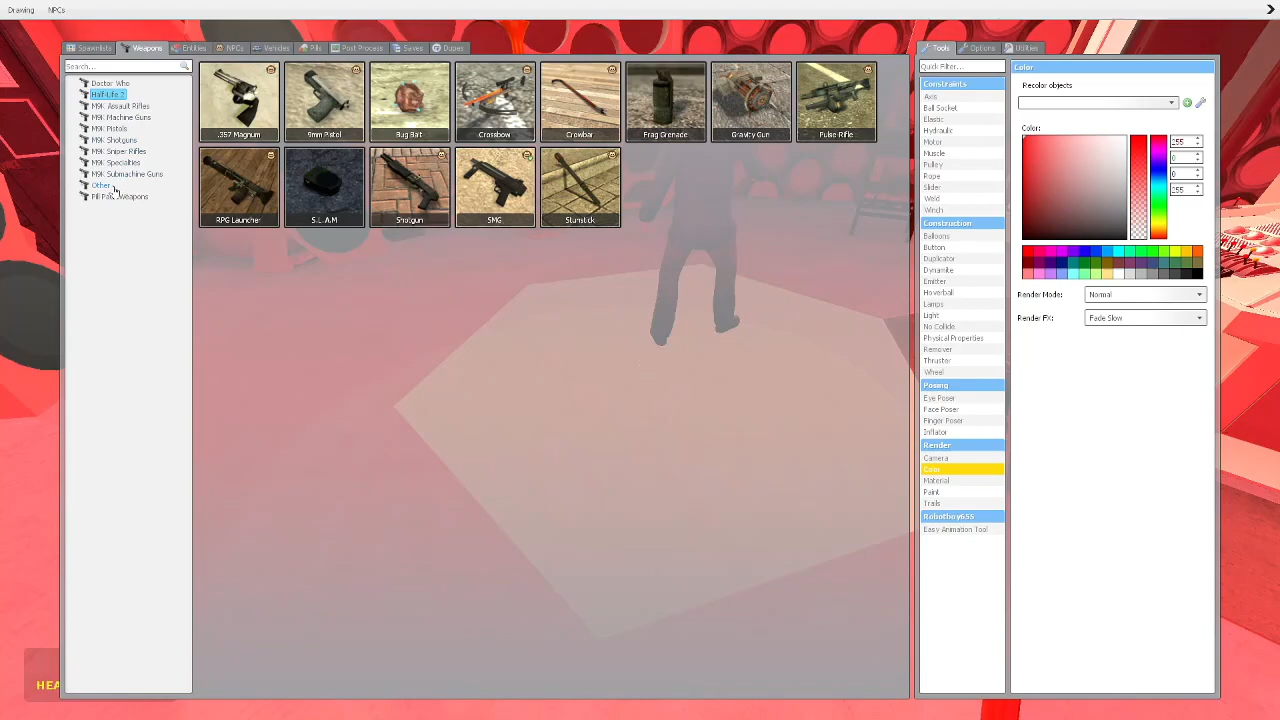 Drawing NPCs
Spawnlists Weapons Entities NPCs Vehicles Pills Post Process Saves Dupes
Search...
Doctor Who
Half-Life 2
M9K Assault Rifles
M9K Machine Guns
M9K Pistols
M9K Shotguns
M9K Sniper Rifles
M9K Specialties
M9K Submachine Guns
Other
Pill Pack Weapons
.357 Magnum 9mm Pistol Bug Bait Crossbow Crowbar Frag Grenade Gravity Gun Pulse Rifle
RPG Launcher S.L.A.M Shotgun SMG Stunstick
Tools Options Utilities
Quick Filter...
Constraints
Axis
Ball Socket
Elastic
Hydraulic
Motor
Muscle
Pulley
Rope
Slider
Weld
Winch
Construction
Balloons
Button
Duplicator
Dynamite
Emitter
Hoverball
Lamps
Light
No Collide
Physical Properties
Remover
Thruster
Wheel
Posing
Eye Poser
Face Poser
Finger Poser
Inflator
Render
Camera
Color
Material
Paint
Trails
Robotboy655
Easy Animation Tool
Color
Recolor objects
Color:
255
0
0
255
Render Mode: Normal
Render FX: Fade Slow
HEA